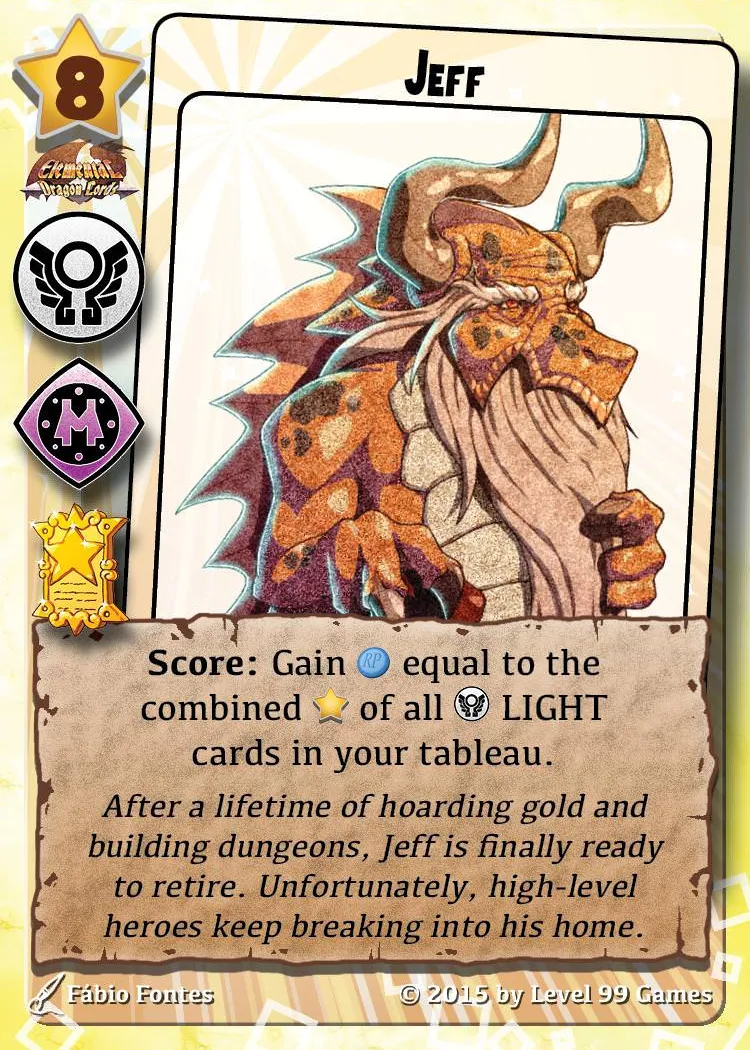 8
JEFF
Elemental
Dragon Lords
M
Score: Gain RP equal to the
combined of all LIGHT
cards in your tableau.
After a lifetime of hoarding gold and
building dungeons, Jeff is finally ready
to retire. Unfortunately, high-level
heroes keep breaking into his home.
Fábio Fontes
© 2015 by Level 99 Games